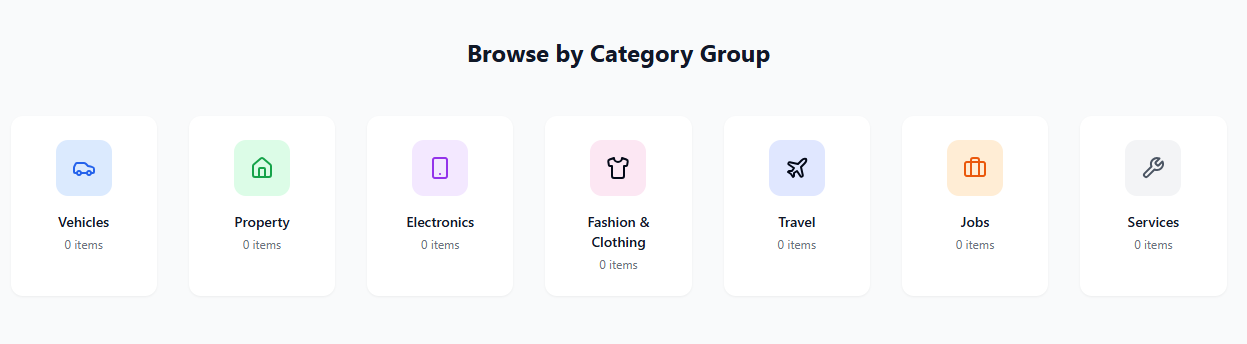 Browse by Category Group
Vehicles
0 items
Property
0 items
Electronics
0 items
Fashion &
Clothing
0 items
Travel
0 items
Jobs
0 items
Services
0 items